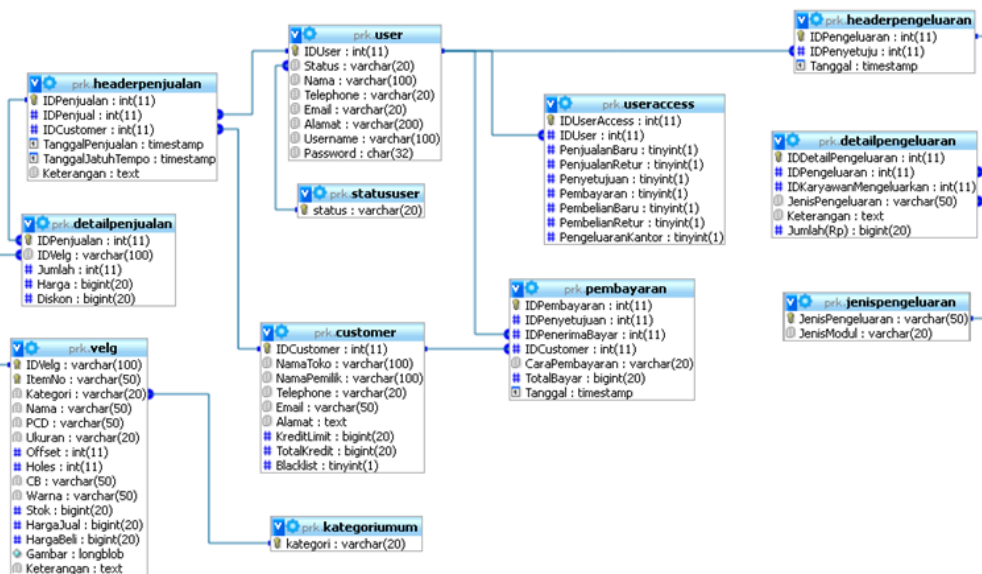 prk.user
IDUser : int(11)
Status : varchar(20)
Nama : varchar(100)
Telephone : varchar(20)
Email : varchar(20)
Alamat : varchar(200)
Username : varchar(100)
Password : char(32)
prk.headerpengeluaran
IDPengeluaran : int(11)
IDPenyetuju : int(11)
Tanggal : timestamp
prk.headerpenjualan
IDPenjualan : int(11)
IDPenjual : int(11)
IDCustomer : int(11)
TanggalPenjualan : timestamp
TanggalJatuhTempo : timestamp
Keterangan : text
prk.useraccess
IDUserAccess : int(11)
IDUser : int(11)
PenjualanBaru : tinyint(1)
PenjualanRetur : tinyint(1)
Penyetujuan : tinyint(1)
Pembayaran : tinyint(1)
PembelianBaru : tinyint(1)
PembelianRetur : tinyint(1)
PengeluaranKantor : tinyint(1)
prk.detailpengeluaran
IDDetailPengeluaran : int(11)
IDPengeluaran : int(11)
IDKaryawanMengeluarkan : int(11)
JenisPengeluaran : varchar(50)
Keterangan : text
Jumlah(Rp) : bigint(20)
prk.statususer
status : varchar(20)
prk.detailpenjualan
IDPenjualan : int(11)
IDVelg : varchar(100)
Jumlah : int(11)
Harga : bigint(20)
Diskon : bigint(20)
prk.pembayaran
IDPembayaran : int(11)
IDPenyetujuan : int(11)
IDPenerimaBayar : int(11)
IDCustomer : int(11)
CaraPembayaran : varchar(20)
TotalBayar : bigint(20)
Tanggal : timestamp
prk.jenispengeluaran
JenisPengeluaran : varchar(50)
JenisModul : varchar(20)
prk.customer
IDCustomer : int(11)
NamaToko : varchar(100)
NamaPemilik : varchar(100)
Telephone : varchar(20)
Email : varchar(50)
Alamat : text
KreditLimit : bigint(20)
TotalKredit : bigint(20)
Blacklist : tinyint(1)
prk.velg
IDVelg : varchar(100)
ItemNo : varchar(50)
Kategori : varchar(20)
Nama : varchar(50)
PCD : varchar(50)
Ukuran : varchar(20)
Offset : int(11)
Holes : int(11)
CB : varchar(50)
Warna : varchar(50)
Stok : bigint(20)
HargaJual : bigint(20)
HargaBeli : bigint(20)
Gambar : longblob
Keterangan : text
prk.kategoriumum
kategori : varchar(20)